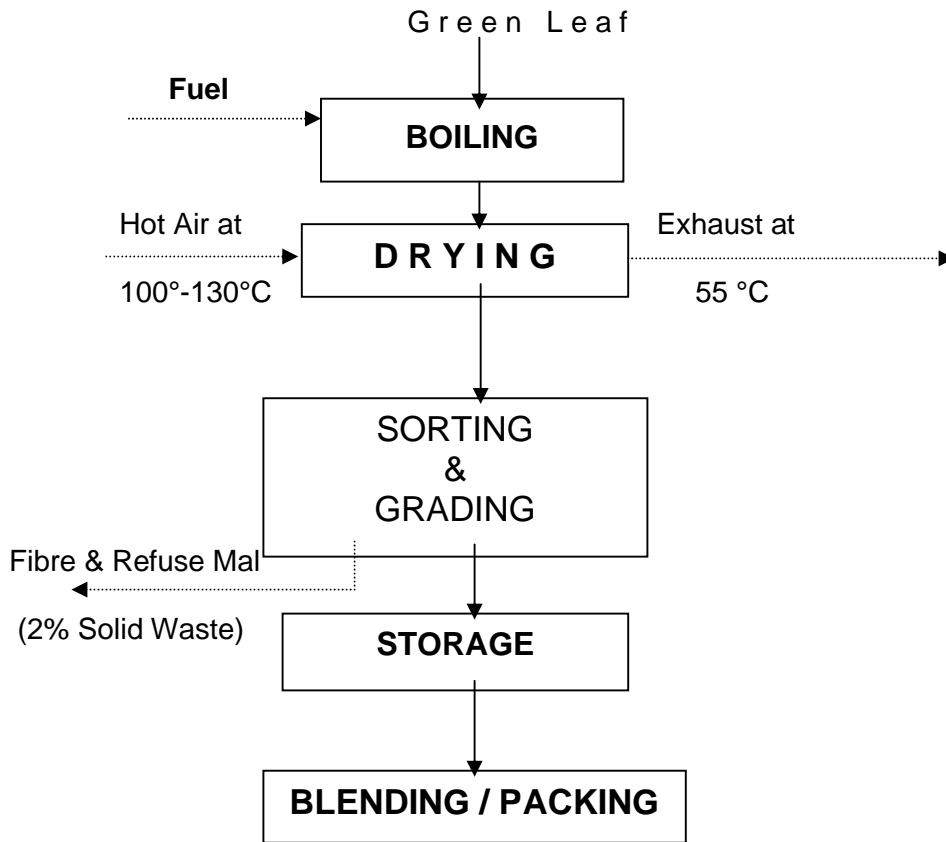 Green Leaf
Fuel
BOILING
Hot Air at
Exhaust at
DRYING
100°-130°C
55 °C
SORTING
&
GRADING
Fibre & Refuse Mal
(2% Solid Waste)
STORAGE
BLENDING / PACKING